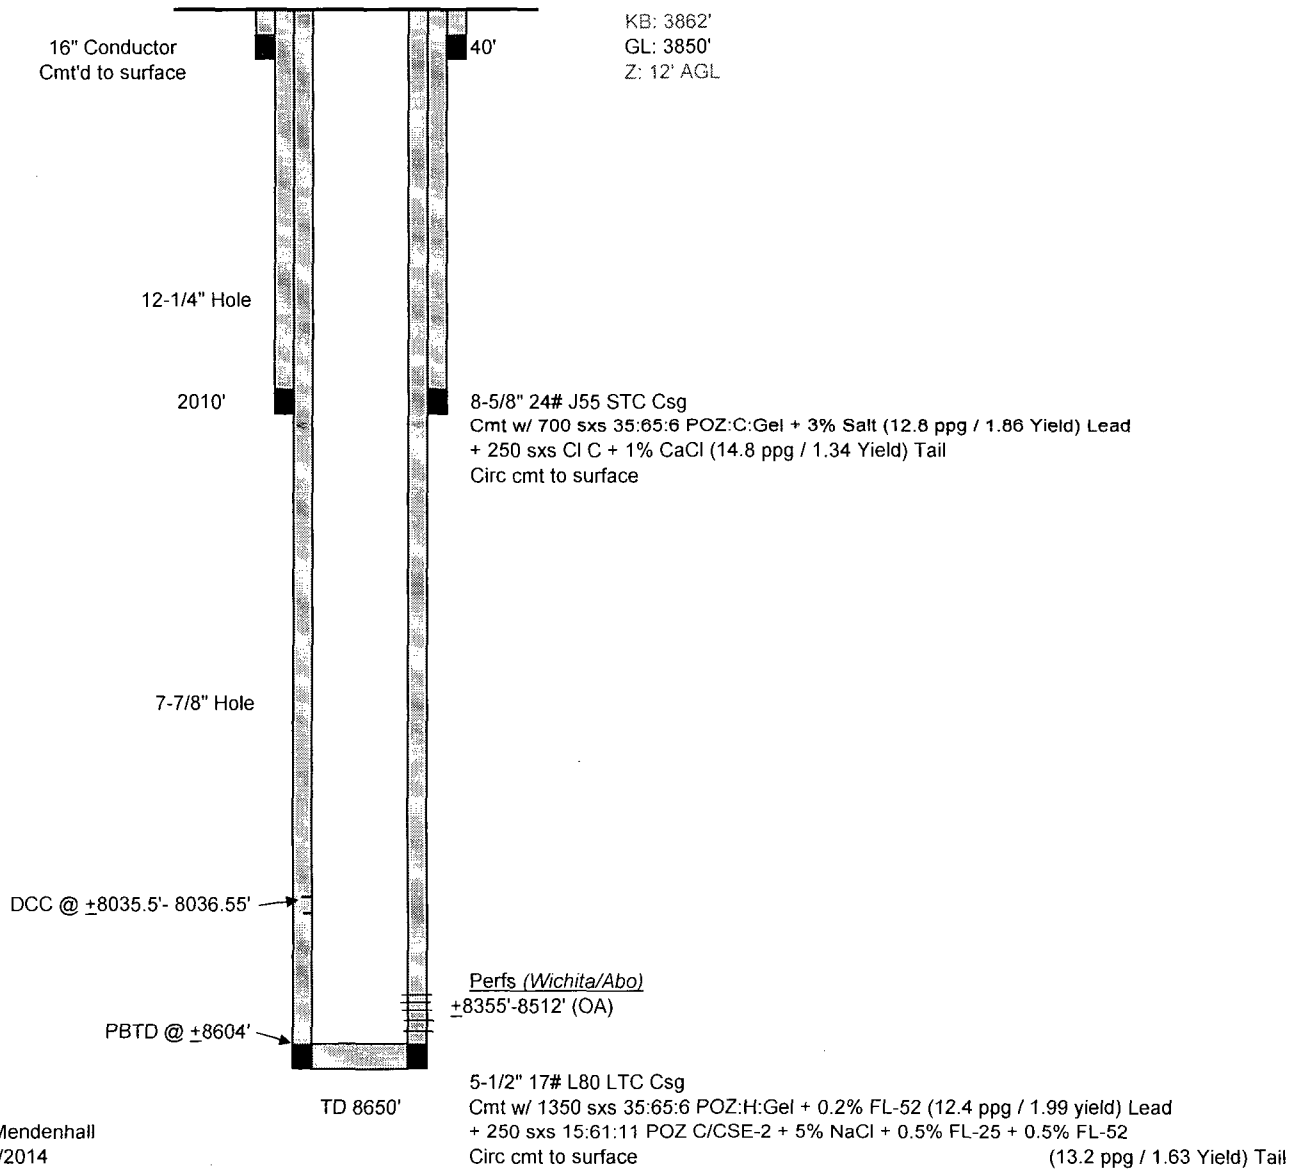 KB: 3862'
16" Conductor
40'
GL: 3850'
Cmt'd to surface
Z: 12' AGL
12-1/4" Hole
2010'
8-5/8" 24# J55 STC Csg
Cmt w/ 700 sxs 35:65:6 POZ:C:Gel + 3% Salt (12.8 ppg / 1.86 Yield) Lead
+ 250 sxs Cl C + 1% CaCl (14.8 ppg / 1.34 Yield) Tail
Circ cmt to surface
7-7/8" Hole
DCC @ ±8035.5'- 8036.55'
Perfs (Wichita/Abo)
±8355'-8512' (OA)
PBTD @ ±8604'
5-1/2" 17# L80 LTC Csg
TD 8650'
Cmt w/ 1350 sxs 35:65:6 POZ:H:Gel + 0.2% FL-52 (12.4 ppg / 1.99 yield) Lead
+ 250 sxs 15:61:11 POZ C/CSE-2 + 5% NaCl + 0.5% FL-25 + 0.5% FL-52
Circ cmt to surface (13.2 ppg / 1.63 Yield) Tail
Mendenhall
/2014